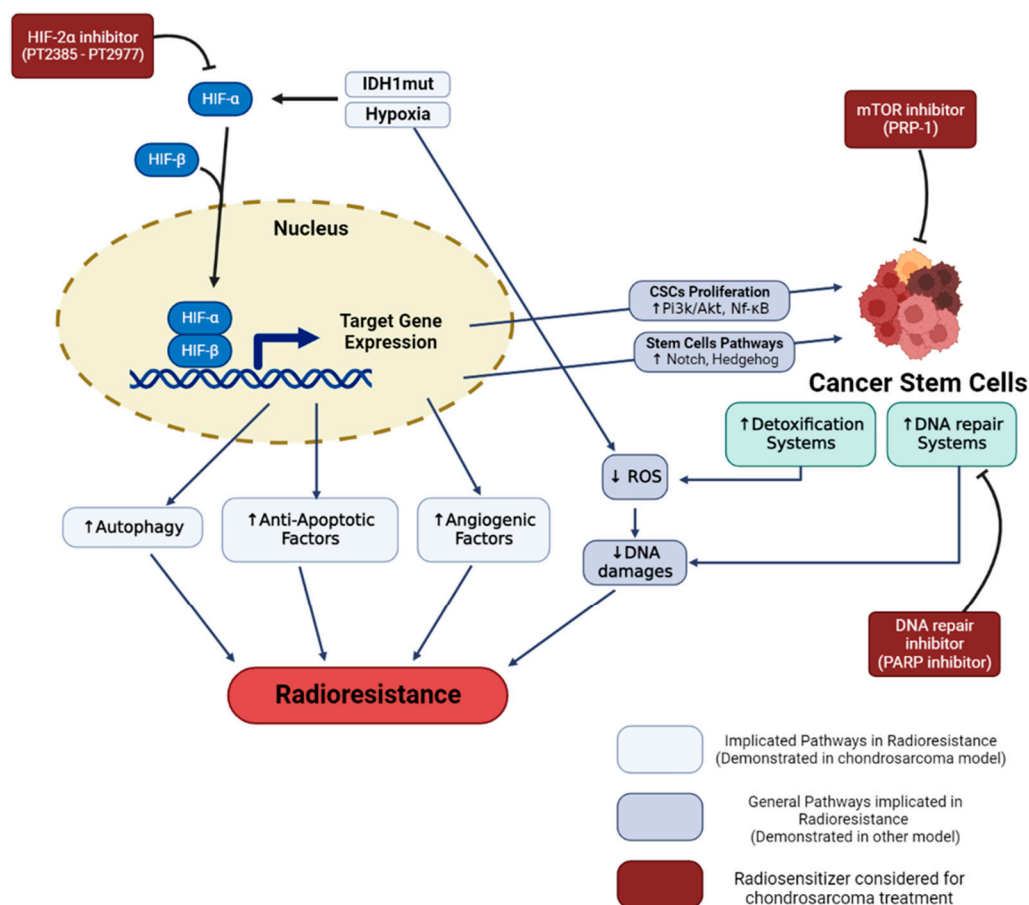 HIF-2α inhibitor
(PT2385 - PT2977)
HIF-α
IDH1mut
Hypoxia
mTOR inhibitor
(PRP-1)
HIF-β
Nucleus
CSCs Proliferation
↑Pi3k/Akt, Nf-κB
HIF-α
HIF-β
Target Gene
Expression
Stem Cells Pathways
↑ Notch, Hedgehog
Cancer Stem Cells
↑Detoxification
Systems
↑DNA repair
Systems
↓ ROS
↑Autophagy
↑Anti-Apoptotic
Factors
↑Angiogenic
Factors
↓DNA
damages
DNA repair
inhibitor
(PARP inhibitor)
Radioresistance
Implicated Pathways in Radioresistance
(Demonstrated in chondrosarcoma model)
General Pathways implicated in
Radioresistance
(Demonstrated in other model)
Radiosensitizer considered for
chondrosarcoma treatment